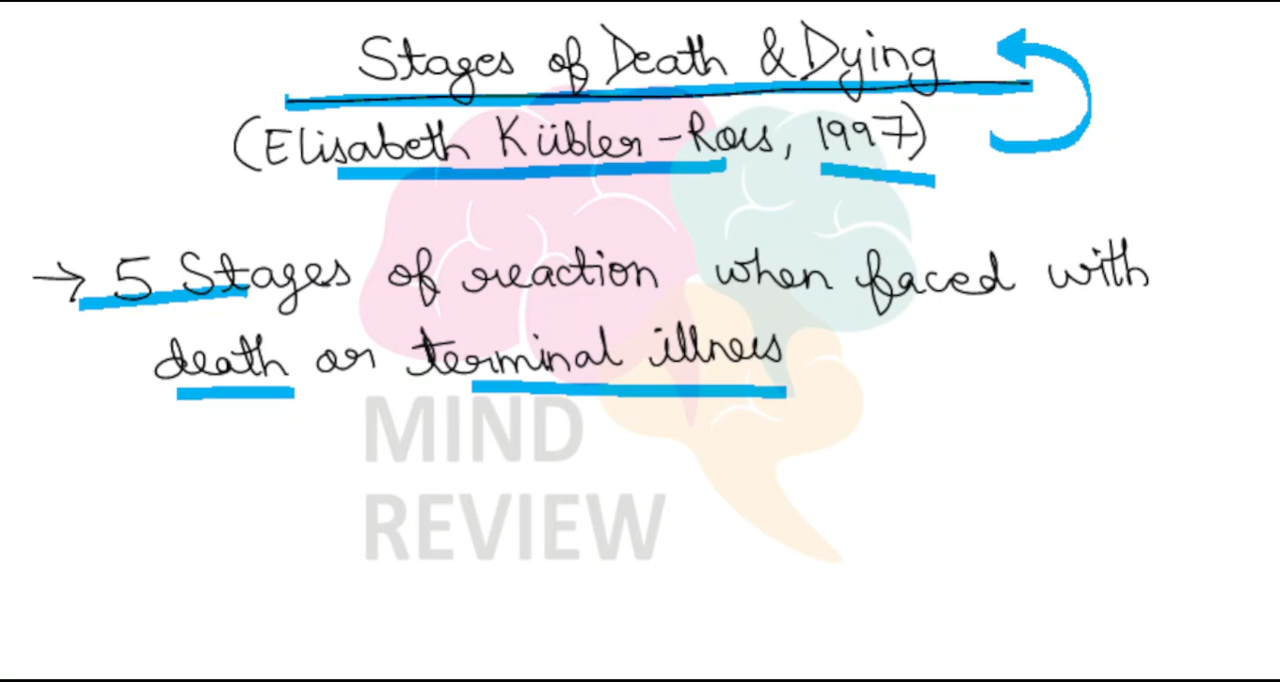 Stages of Death & Dying
(Elisabeth Kübler-Ross, 1997)
→ 5 Stages of reaction when faced with
death or terminal illness
MIND
REVIEW